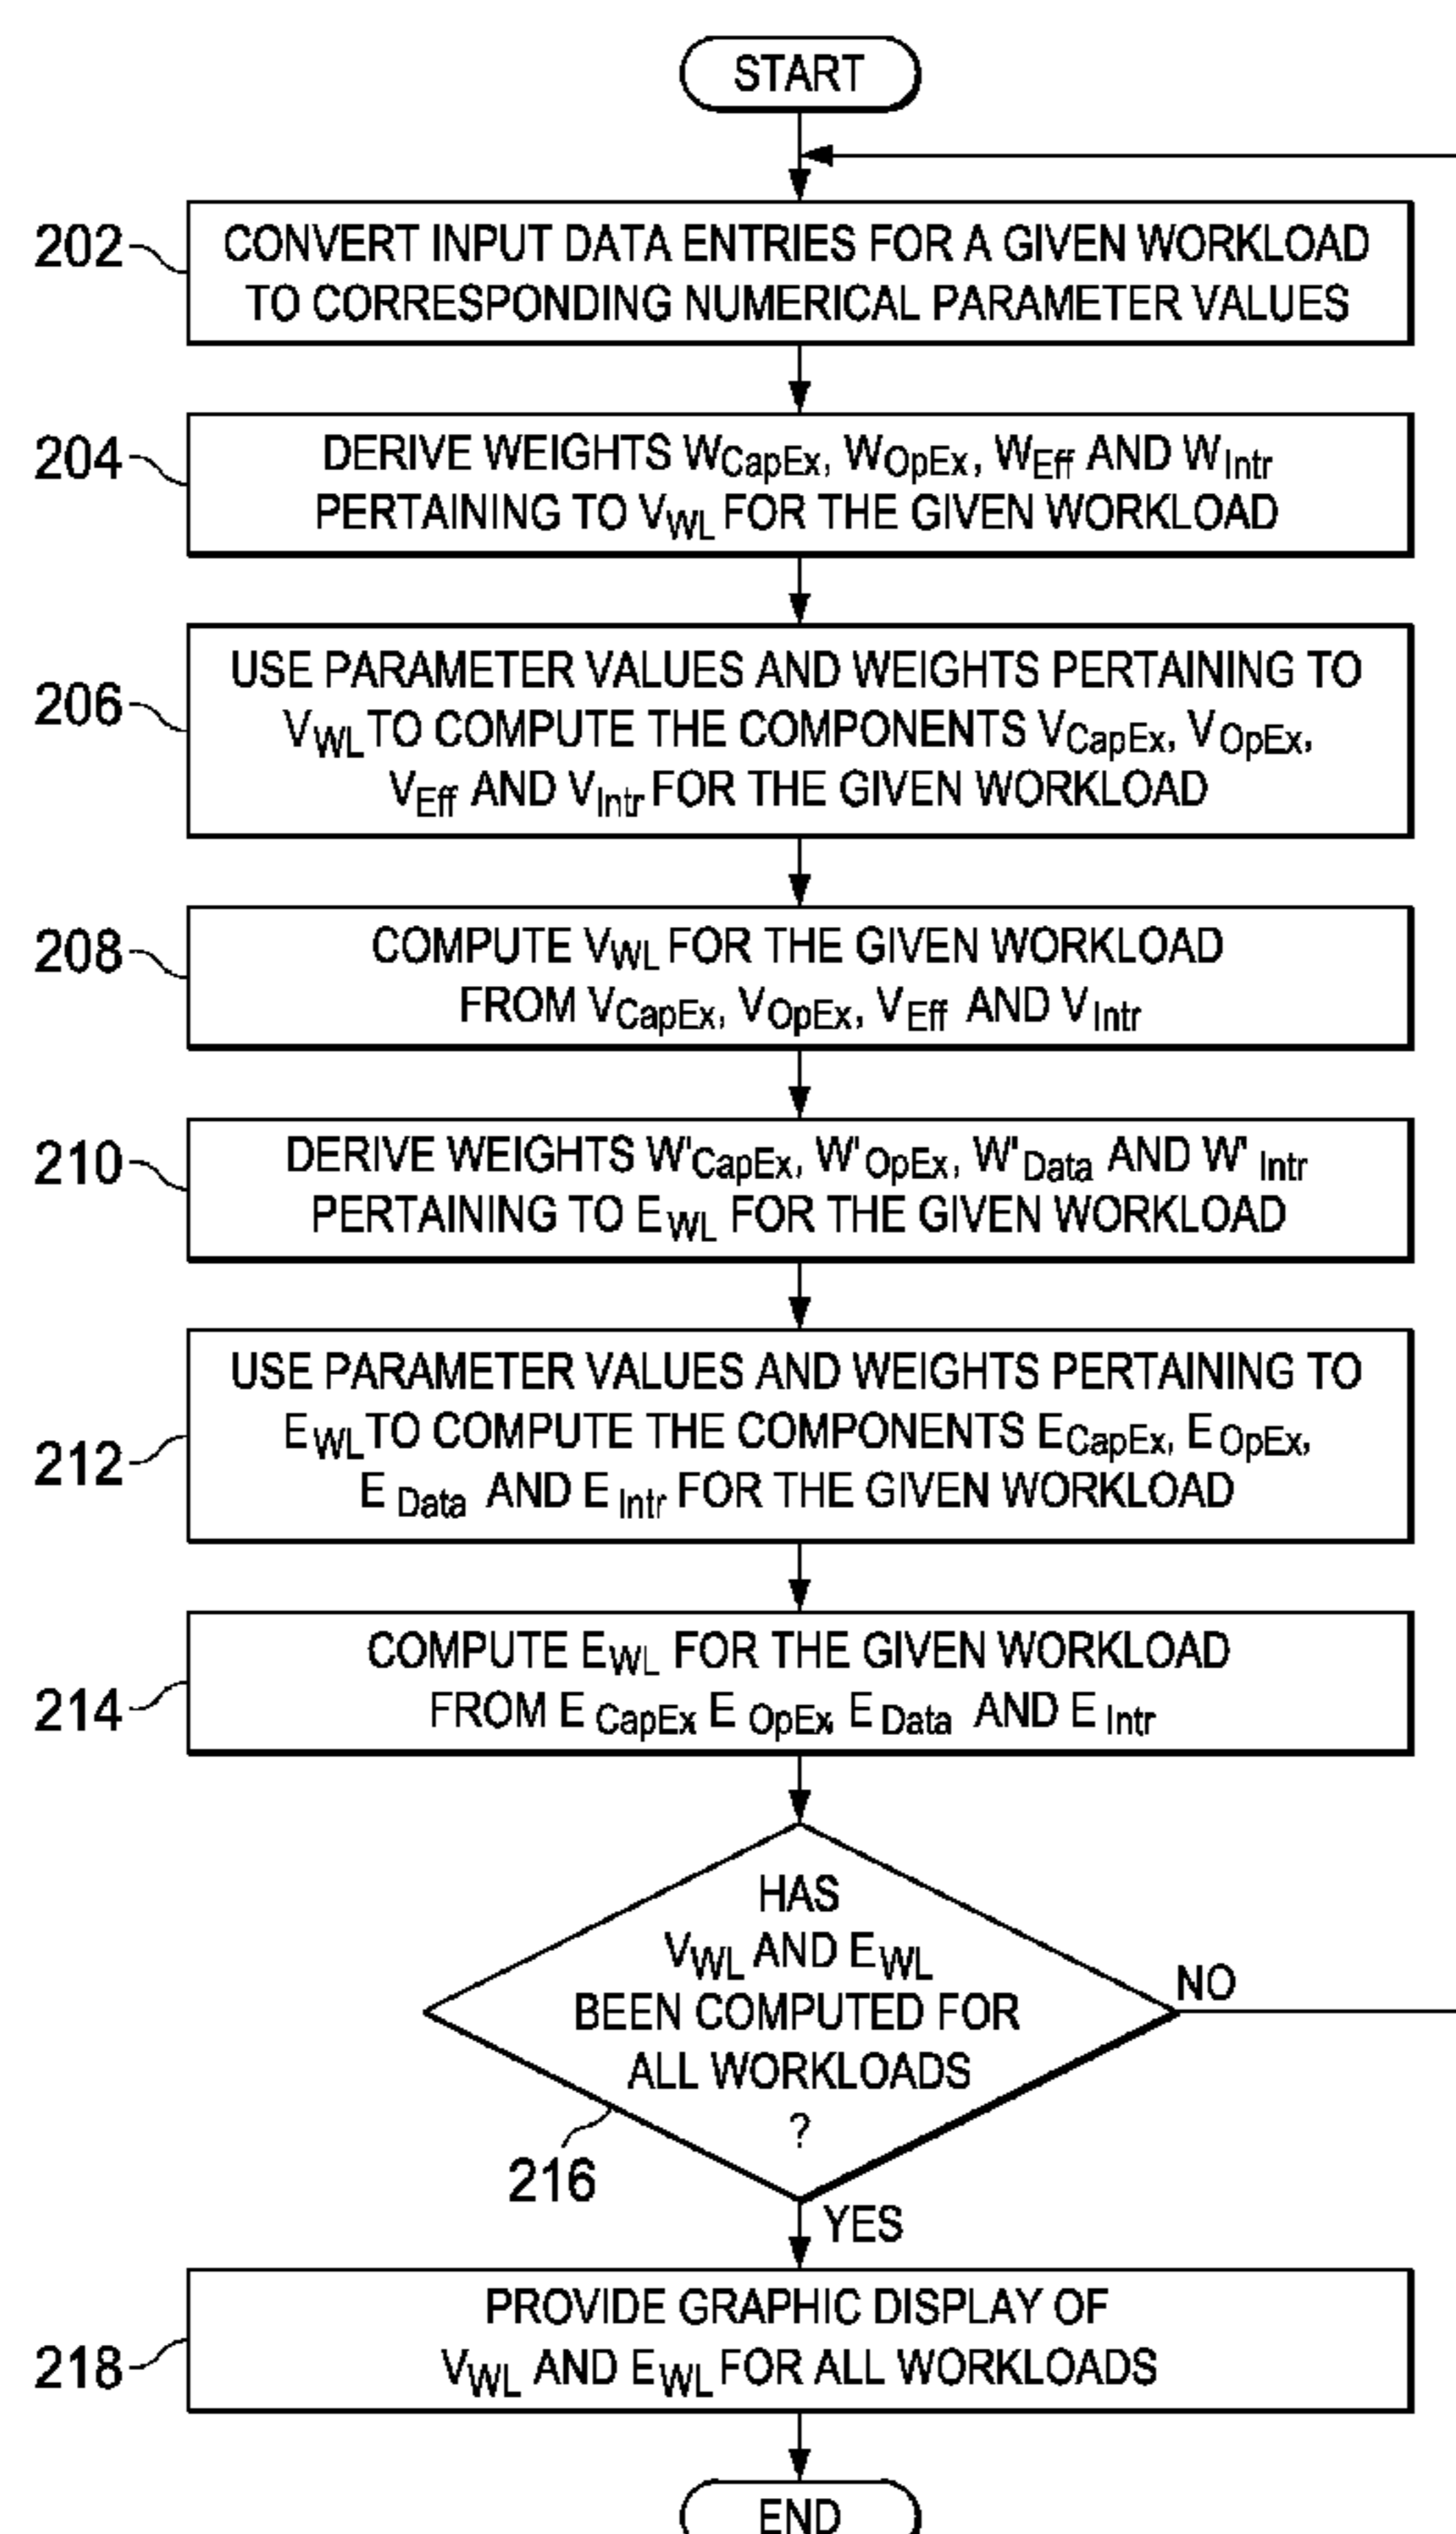 START
202
CONVERT INPUT DATA ENTRIES FOR A GIVEN WORKLOAD
TO CORRESPONDING NUMERICAL PARAMETER VALUES
204
DERIVE WEIGHTS WCapEx, WOpEx, WEff AND WIntr
PERTAINING TO VWL FOR THE GIVEN WORKLOAD
206
USE PARAMETER VALUES AND WEIGHTS PERTAINING TO
VWL TO COMPUTE THE COMPONENTS VCapEx, VOpEx,
VEff AND VIntr FOR THE GIVEN WORKLOAD
208
COMPUTE VWL FOR THE GIVEN WORKLOAD
FROM VCapEx, VOpEx, VEff AND VIntr
210
DERIVE WEIGHTS W'CapEx, W'OpEx, W'Data AND W'Intr
PERTAINING TO EWL FOR THE GIVEN WORKLOAD
212
USE PARAMETER VALUES AND WEIGHTS PERTAINING TO
EWL TO COMPUTE THE COMPONENTS ECapEx, EOpEx,
EData AND EIntr FOR THE GIVEN WORKLOAD
214
COMPUTE EWL FOR THE GIVEN WORKLOAD
FROM ECapEx EOpEx EData AND EIntr
HAS
VWL AND EWL
BEEN COMPUTED FOR
ALL WORKLOADS
?
NO
216
YES
218
PROVIDE GRAPHIC DISPLAY OF
VWL AND EWL FOR ALL WORKLOADS
END